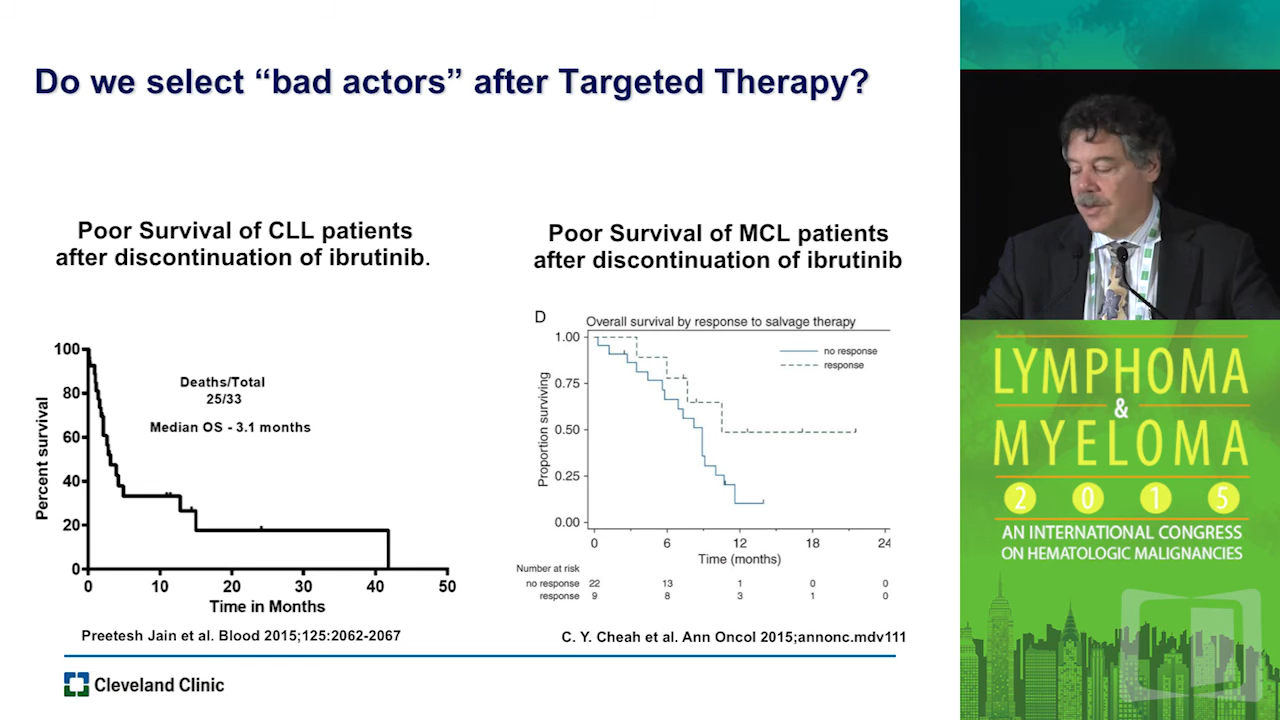 Do we select “bad actors” after Targeted Therapy?
Poor Survival of CLL patients
after discontinuation of ibrutinib.
100
80
60
40
20
0
Percent survival
Deaths/Total
25/33
Median OS - 3.1 months
0 10 20 30 40 50
Time in Months
Preetesh Jain et al. Blood 2015;125:2062-2067
Poor Survival of MCL patients
after discontinuation of ibrutinib
D
Overall survival by response to salvage therapy
1.00
0.75
0.50
0.25
0.00
Proportion surviving
no response
response
0 6 12 18 24
Time (months)
Number at risk
no response 22 13 1 0 0
response 9 8 3 1 0
C. Y. Cheah et al. Ann Oncol 2015;annonc.mdv111
Cleveland Clinic
LYMPHOMA
&
MYELOMA
2 0 1 5
AN INTERNATIONAL CONGRESS
ON HEMATOLOGIC MALIGNANCIES